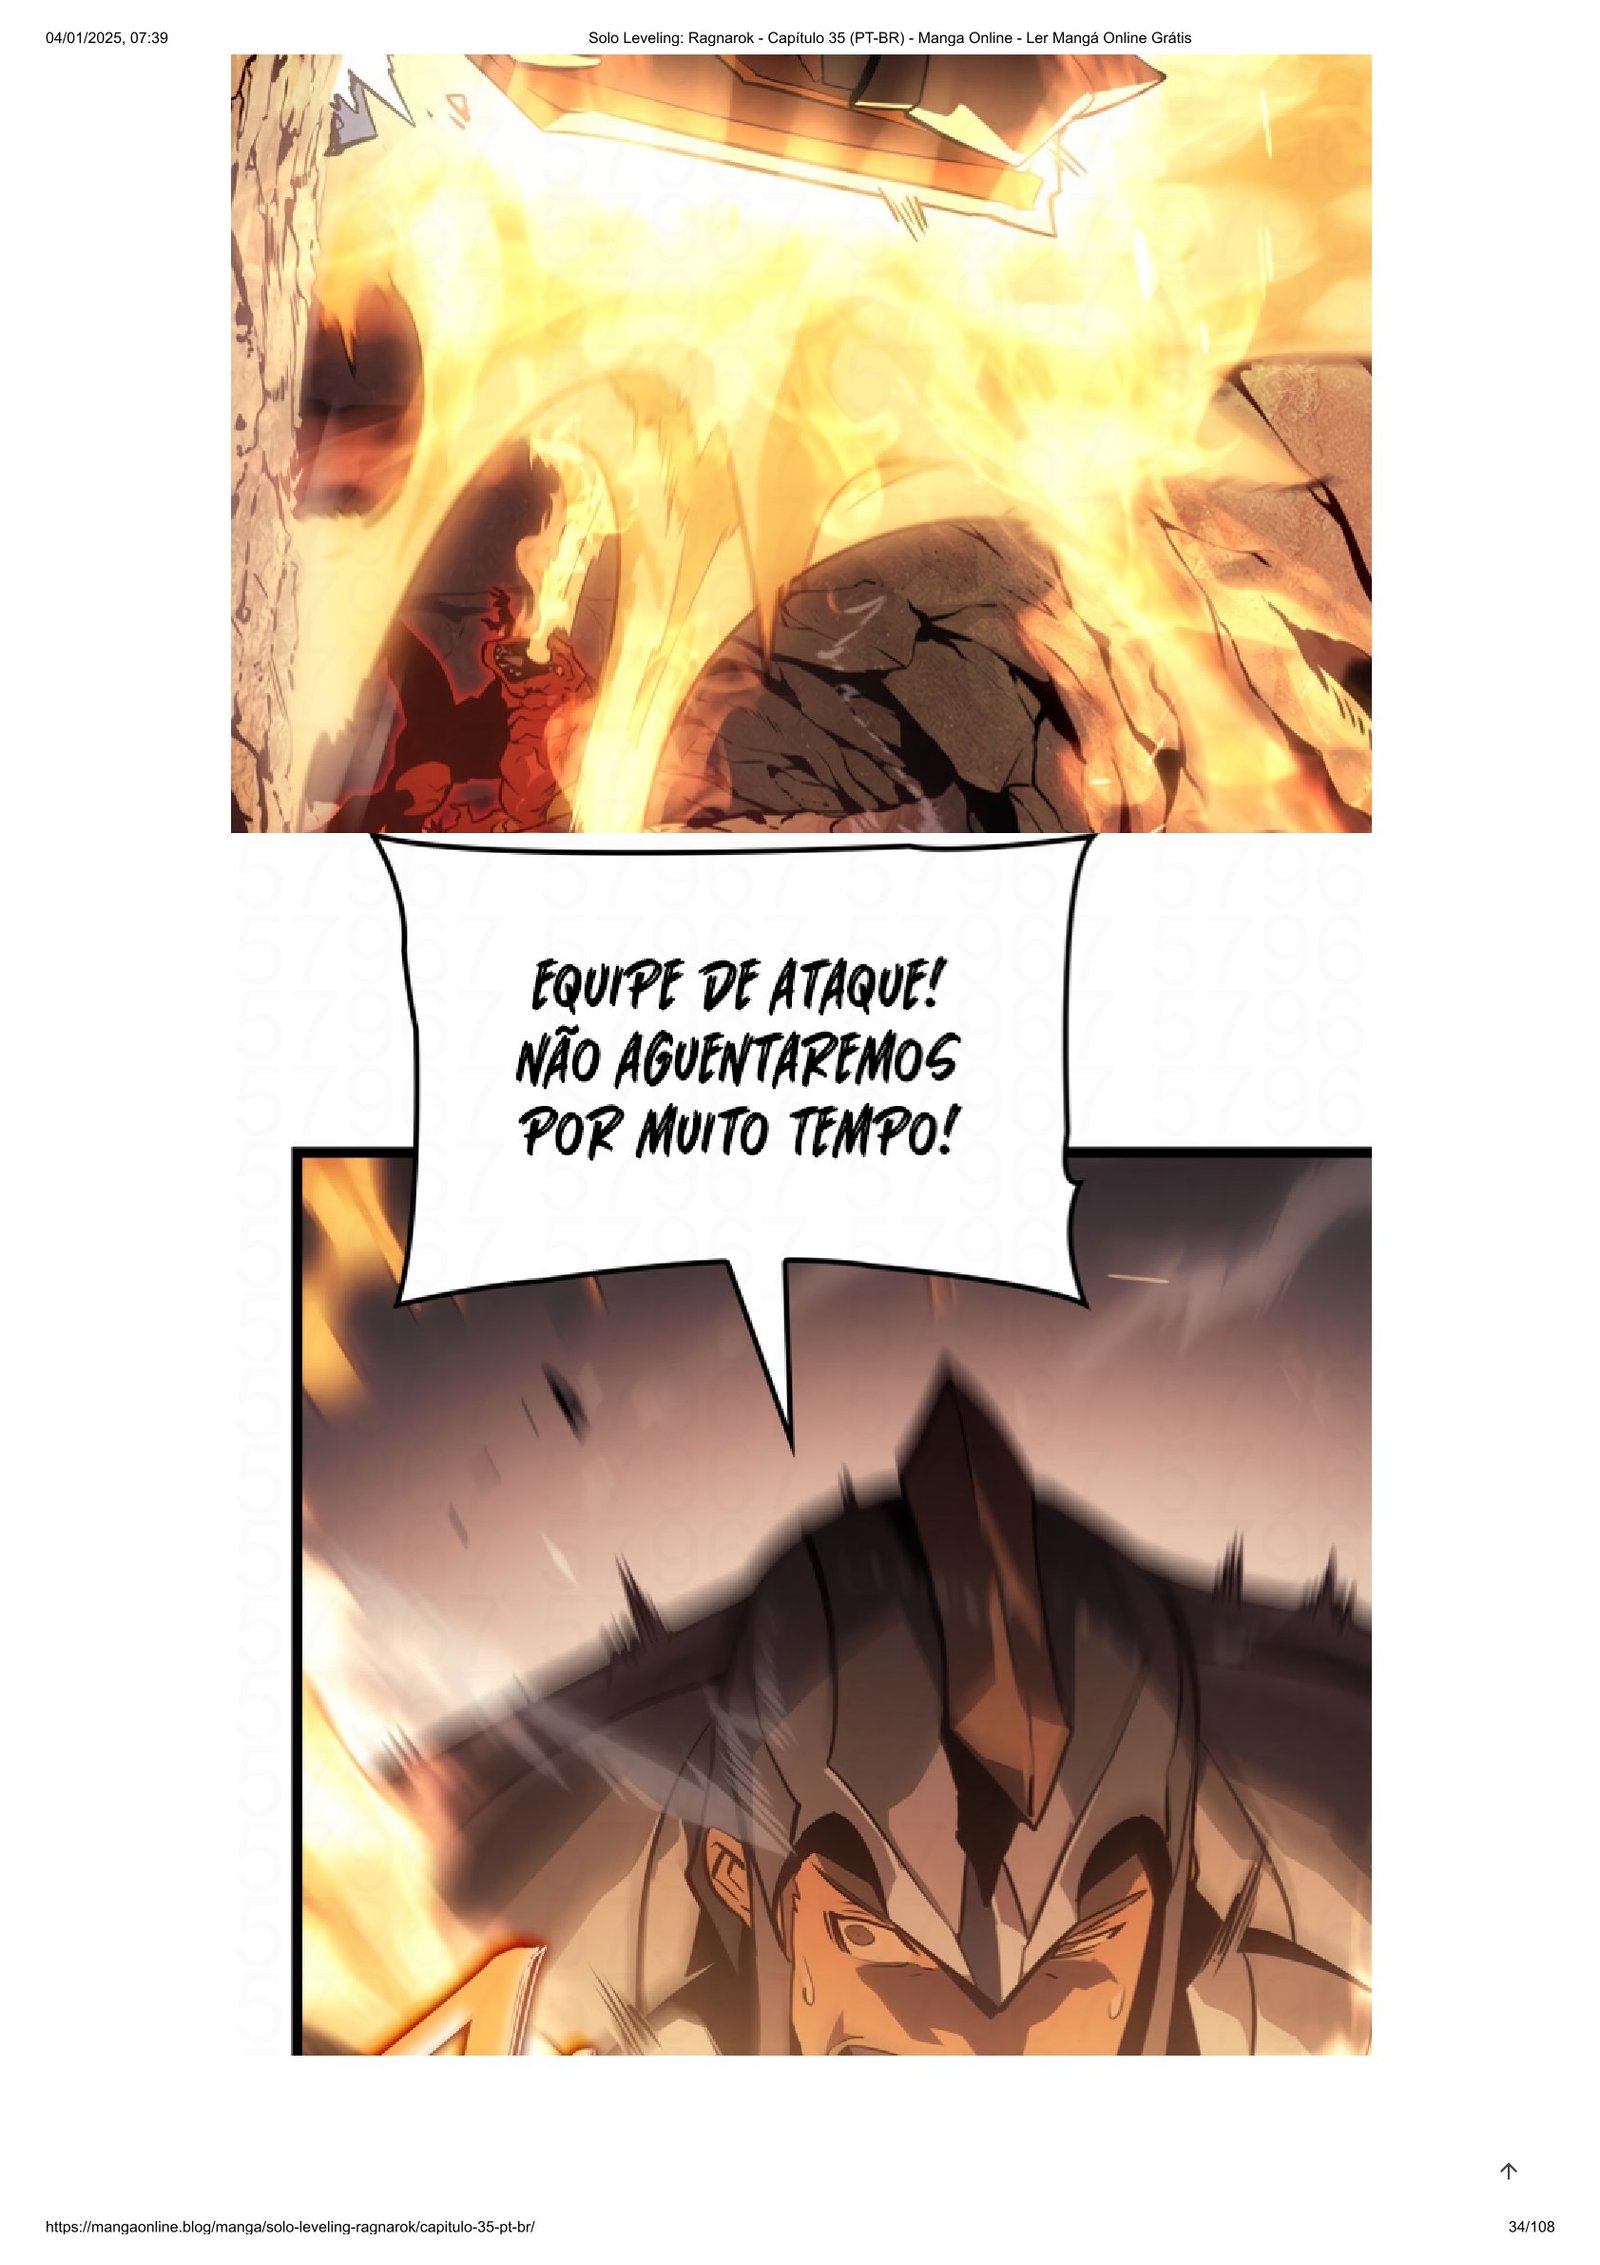 04/01/2025, 07:39
Solo Leveling: Ragnarok - Capítulo 35 (PT-BR) - Manga Online - Ler Mangá Online Grátis
EQUIPE DE ATAQUE!
NÃO AGUENTAREMOS
POR MUITO TEMPO!
https://mangaonline.blog/manga/solo-leveling-ragnarok/capitulo-35-pt-br/
34/108